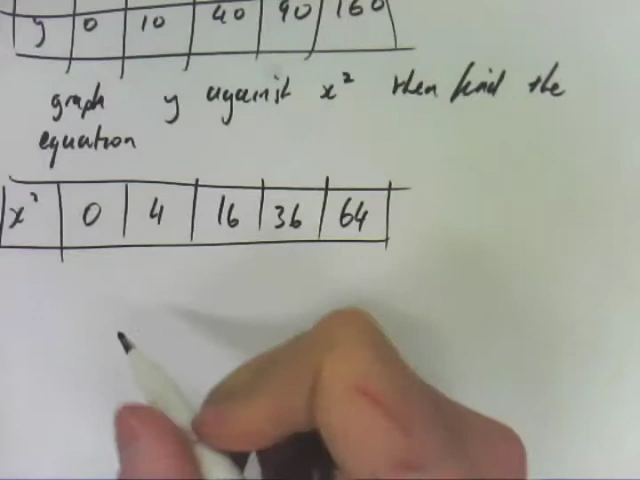 y 0 10 40 90 160
graph y against x² then find the
equation
x² 0 4 16 36 64